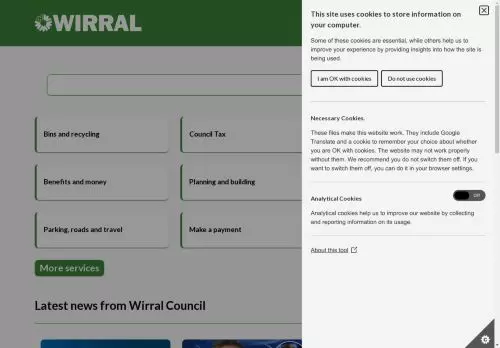 WIRRAL
Bins and recycling
Council Tax
Benefits and money
Planning and building
Parking, roads and travel
Make a payment
More services
Latest news from Wirral Council
This site uses cookies to store information on
your computer.
Some of these cookies are essential, while others help us to
improve your experience by providing insights into how the site is
being used.
I am OK with cookies
Do not use cookies
Necessary Cookies.
These files make this website work. They include Google
Translate and a cookie to remember your choice about whether
you are OK with cookies. The website may not work properly
without them. We recommend you do not switch them off. If you
want to switch them off, you can do it in your browser settings.
Analytical Cookies
Off
Analytical cookies help us to improve our website by collecting
and reporting information on its usage.
About this tool